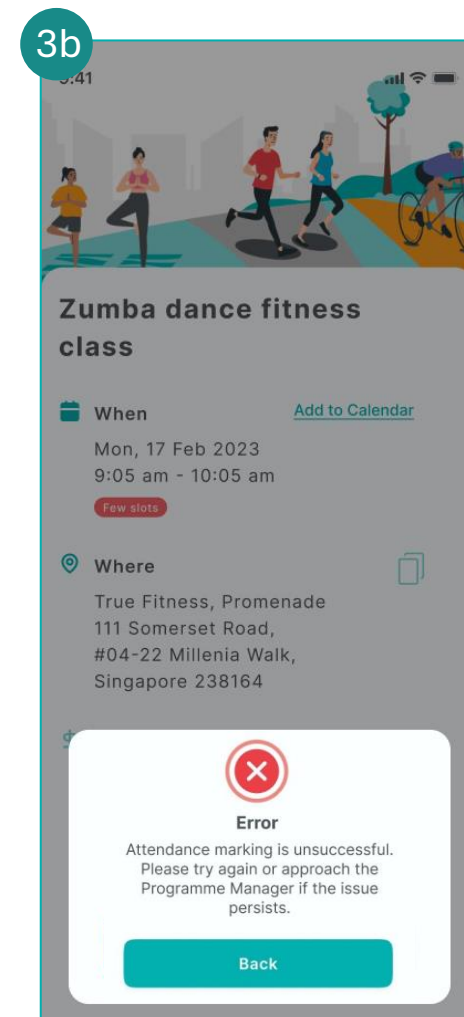 3b
:41
Zumba dance fitness
class
When
Add to Calendar
Mon, 17 Feb 2023
9:05 am - 10:05 am
Few slots
Where
True Fitness, Promenade
111 Somerset Road,
#04-22 Millenia Walk,
Singapore 238164
Error
Attendance marking is unsuccessful.
Please try again or approach the
Programme Manager if the issue
persists.
Back